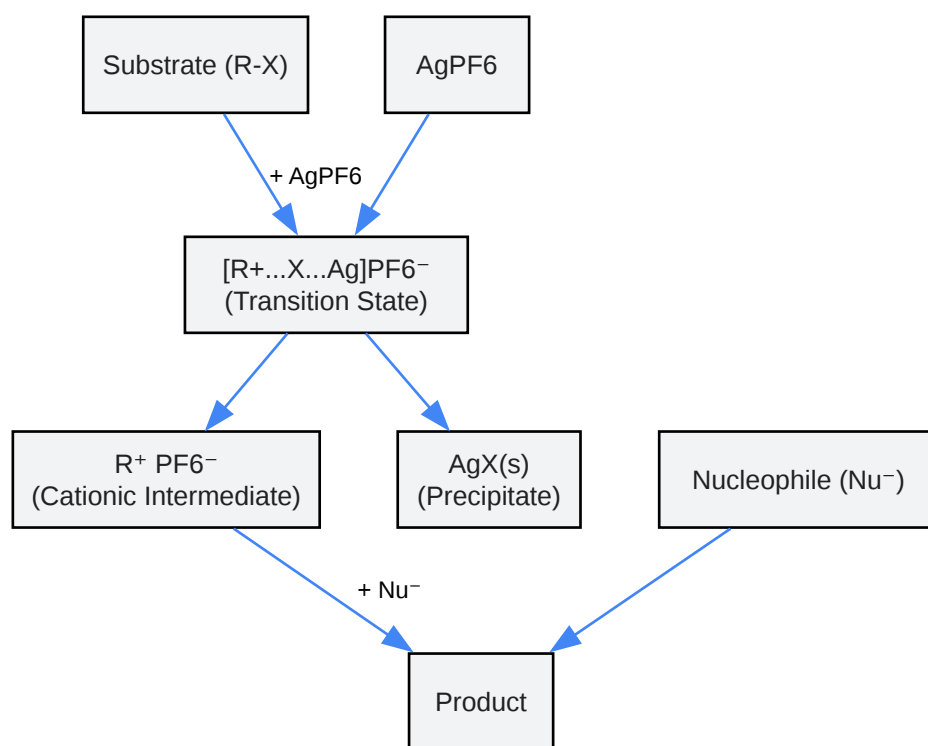 Substrate (R-X)
AgPF6
+ AgPF6
[R+...X...Ag]PF6⁻
(Transition State)
R⁺ PF6⁻
(Cationic Intermediate)
AgX(s)
(Precipitate)
Nucleophile (Nu⁻)
+ Nu⁻
Product